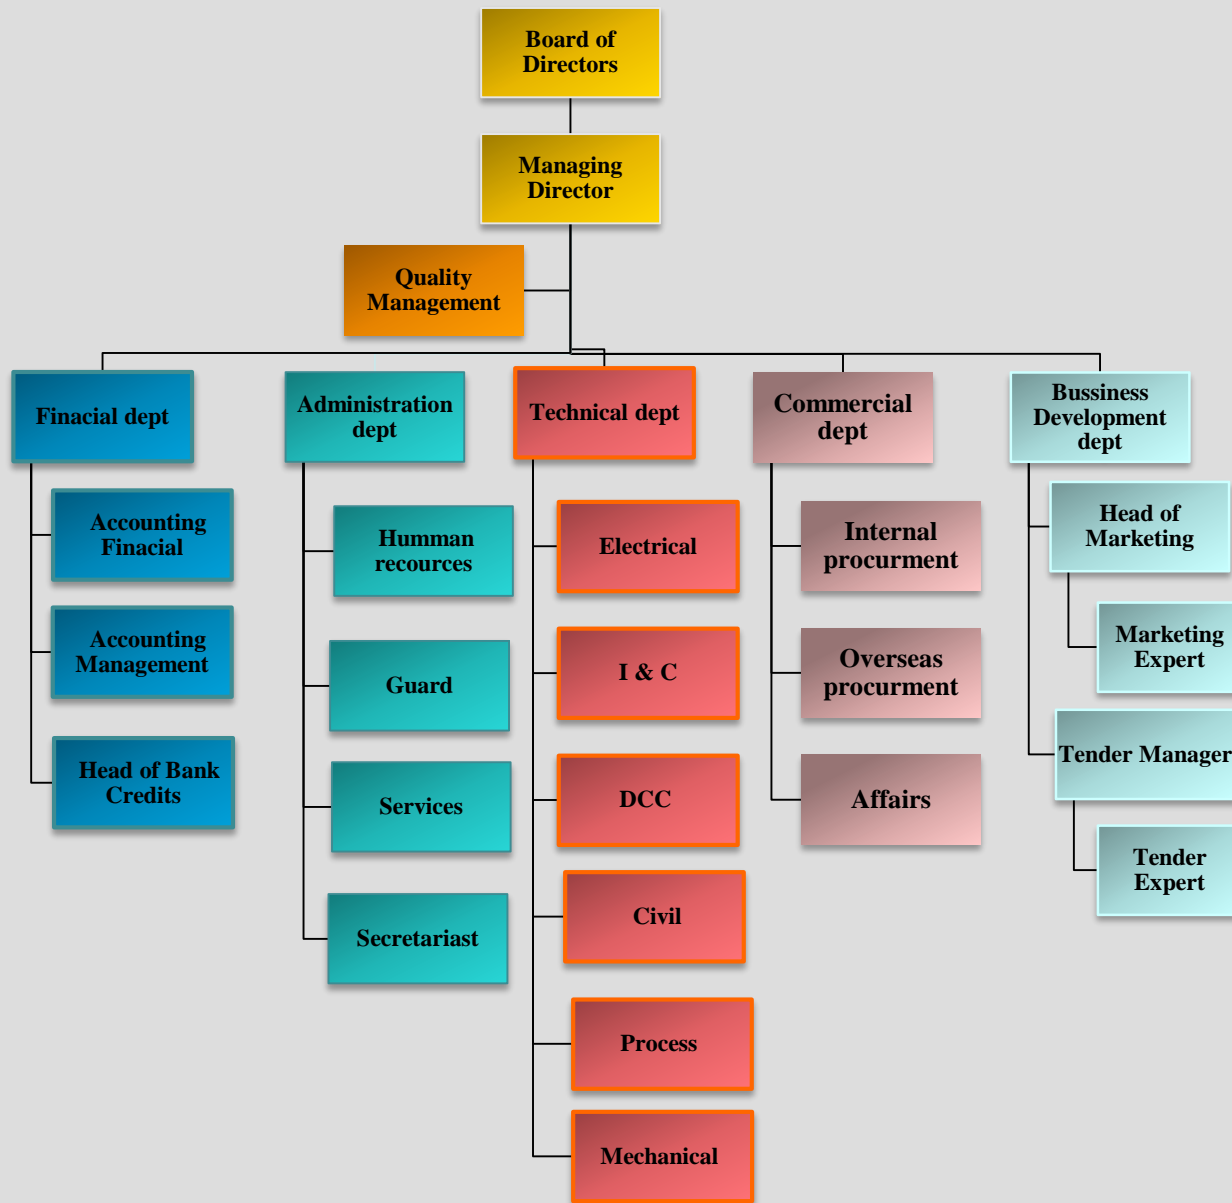 Board of
Directors
Managing
Director
Quality
Management
Finacial dept
Administration
dept
Technical dept
Commercial
dept
Bussiness
Development
dept
Accounting
Finacial
Accounting
Management
Head of Bank
Credits
Humman
recources
Guard
Services
Secretariast
Electrical
I & C
DCC
Civil
Process
Mechanical
Internal
procurment
Overseas
procurment
Affairs
Head of
Marketing
Marketing
Expert
Tender Manager
Tender
Expert